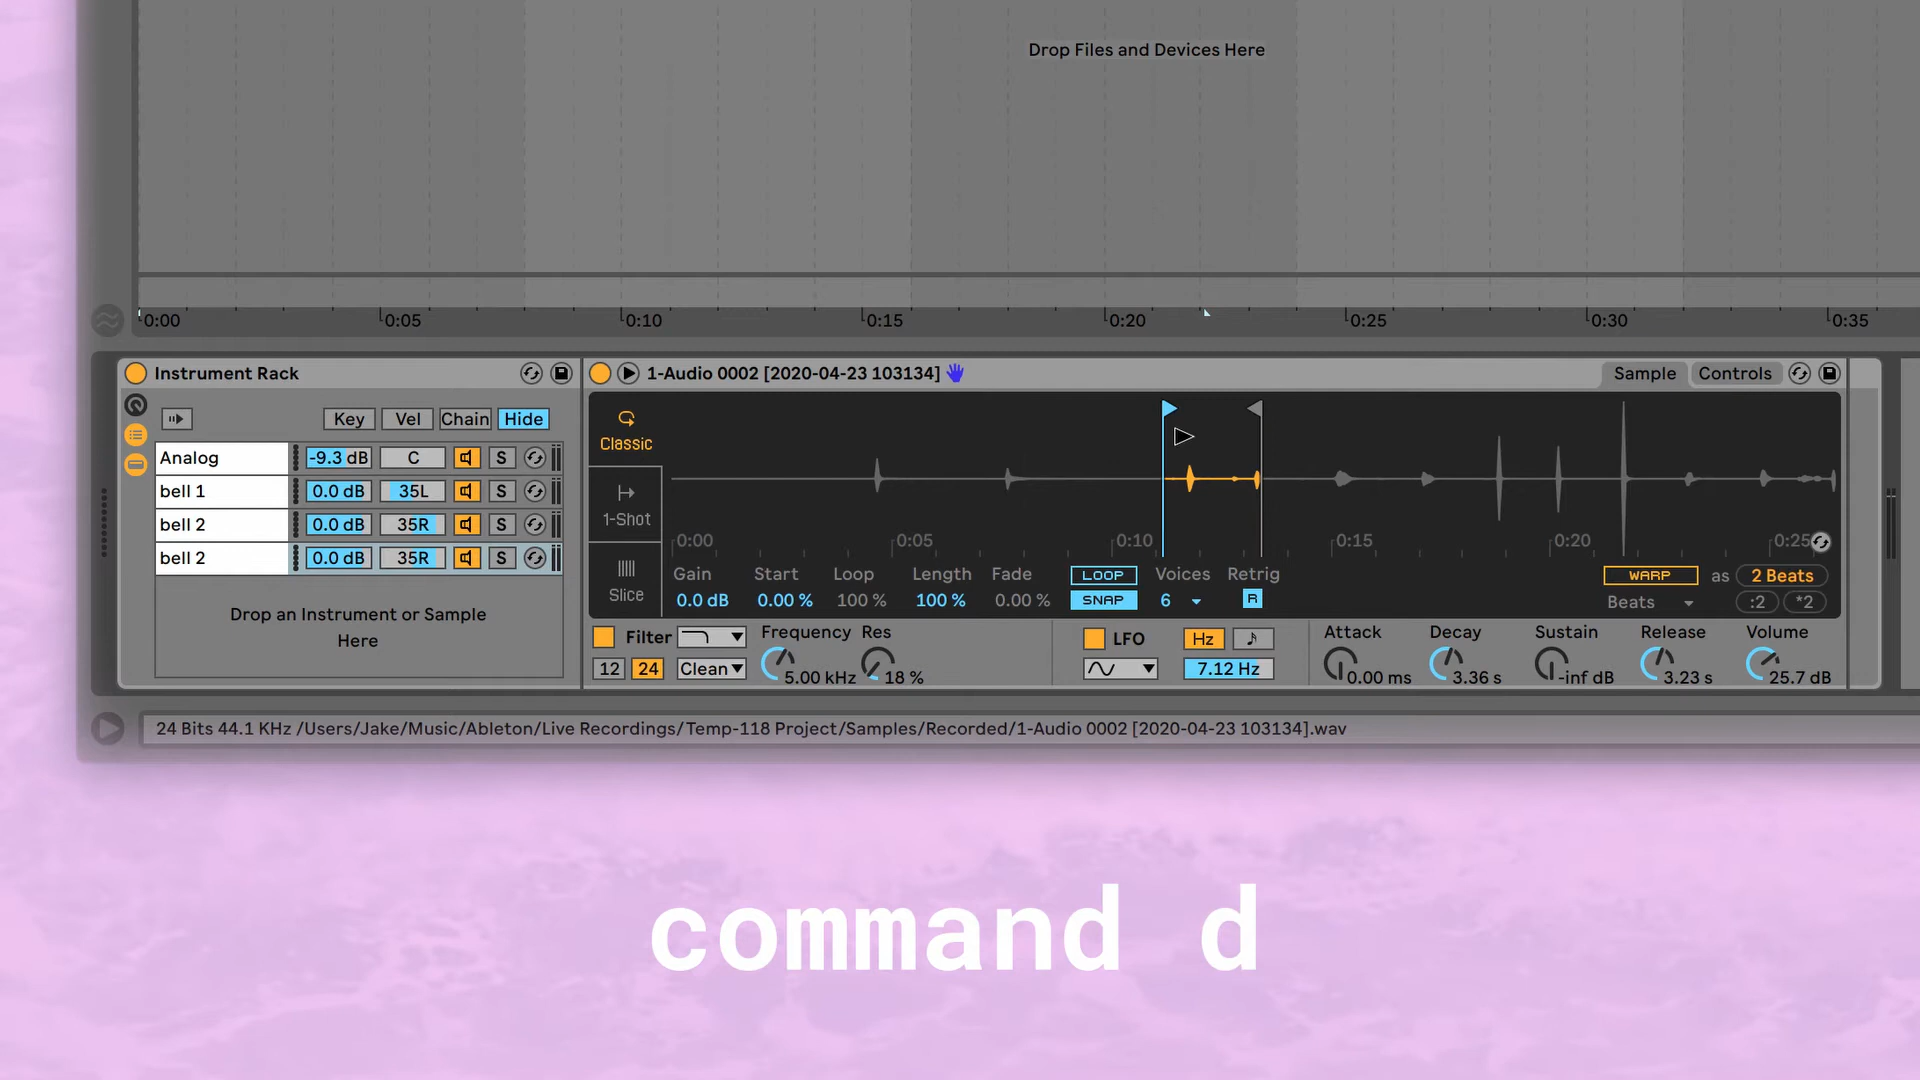 Drop Files and Devices Here
0:00 0:05 0:10 0:15 0:20 0:25 0:30 0:35
Instrument Rack
Key Vel Chain Hide
Analog -9.3 dB C S
bell 1 0.0 dB 35L S
bell 2 0.0 dB 35R S
bell 2 0.0 dB 35R S
Drop an Instrument or Sample
Here
1-Audio 0002 [2020-04-23 103134]
Sample Controls
Classic
1-Shot
Slice
0:00 0:05 0:10 0:15 0:20 0:25
Gain Start Loop Length Fade LOOP Voices Retrig WARP as 2 Beats
0.0 dB 0.00 % 100 % 100 % 0.00 % SNAP 6 R Beats :2 *2
Filter Frequency Res LFO Hz Attack Decay Sustain Release Volume
12 24 Clean 5.00 kHz 18 % 7.12 Hz 0.00 ms 3.36 s -inf dB 3.23 s 25.7 dB
24 Bits 44.1 KHz /Users/Jake/Music/Ableton/Live Recordings/Temp-118 Project/Samples/Recorded/1-Audio 0002 [2020-04-23 103134].wav
command d